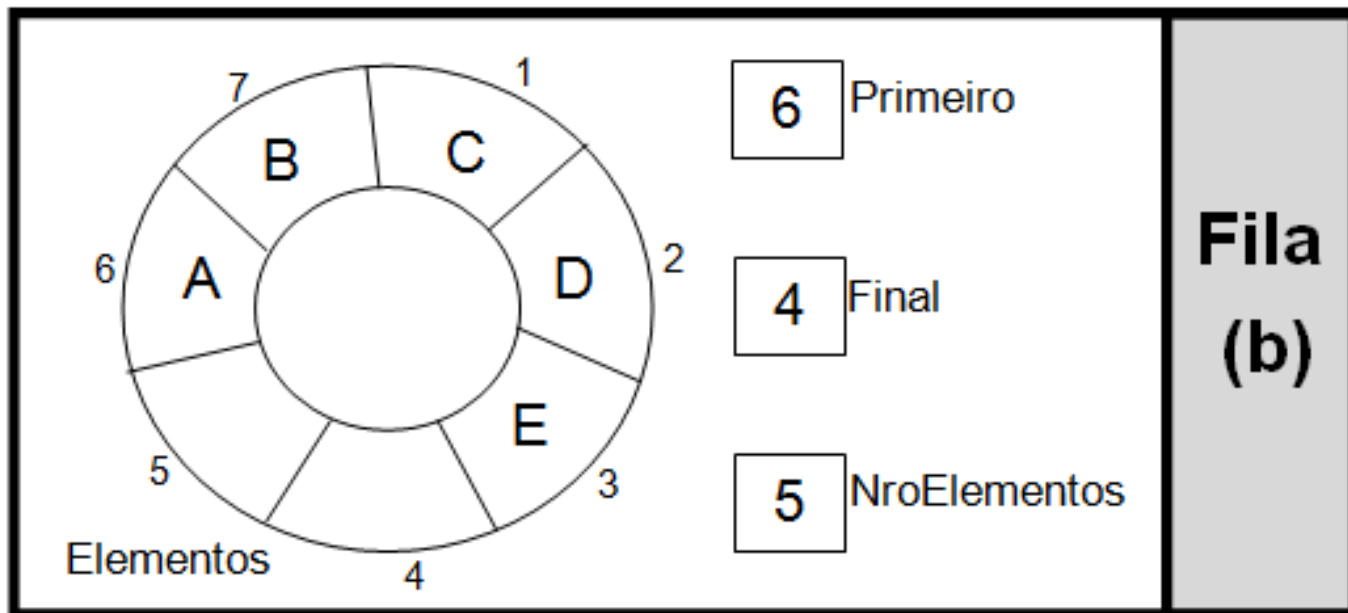 7
1
B
C
6
A
D
2
5
E
3
Elementos
4
6 Primeiro
4 Final
5 NroElementos
Fila
(b)